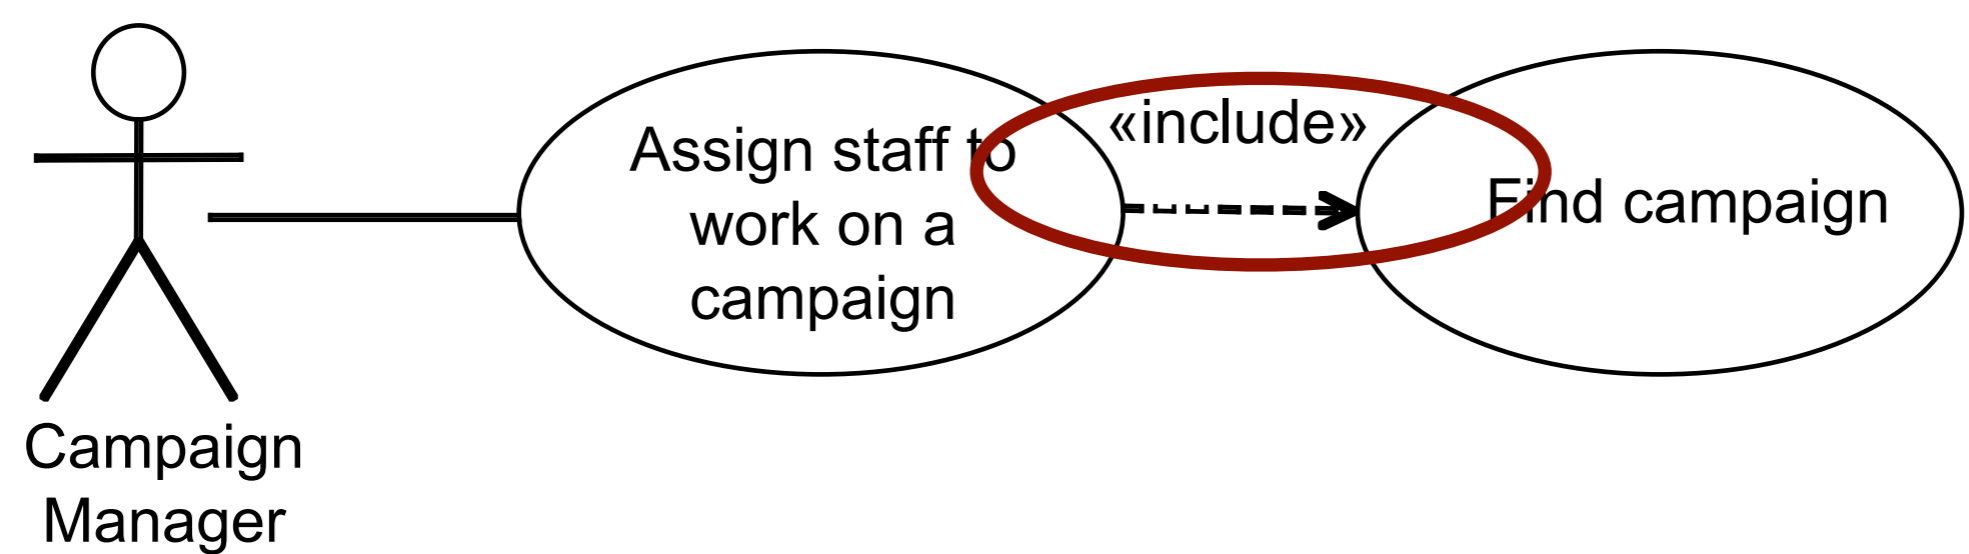 Assign staff to
work on a
campaign
«include»
Find campaign
Campaign
Manager